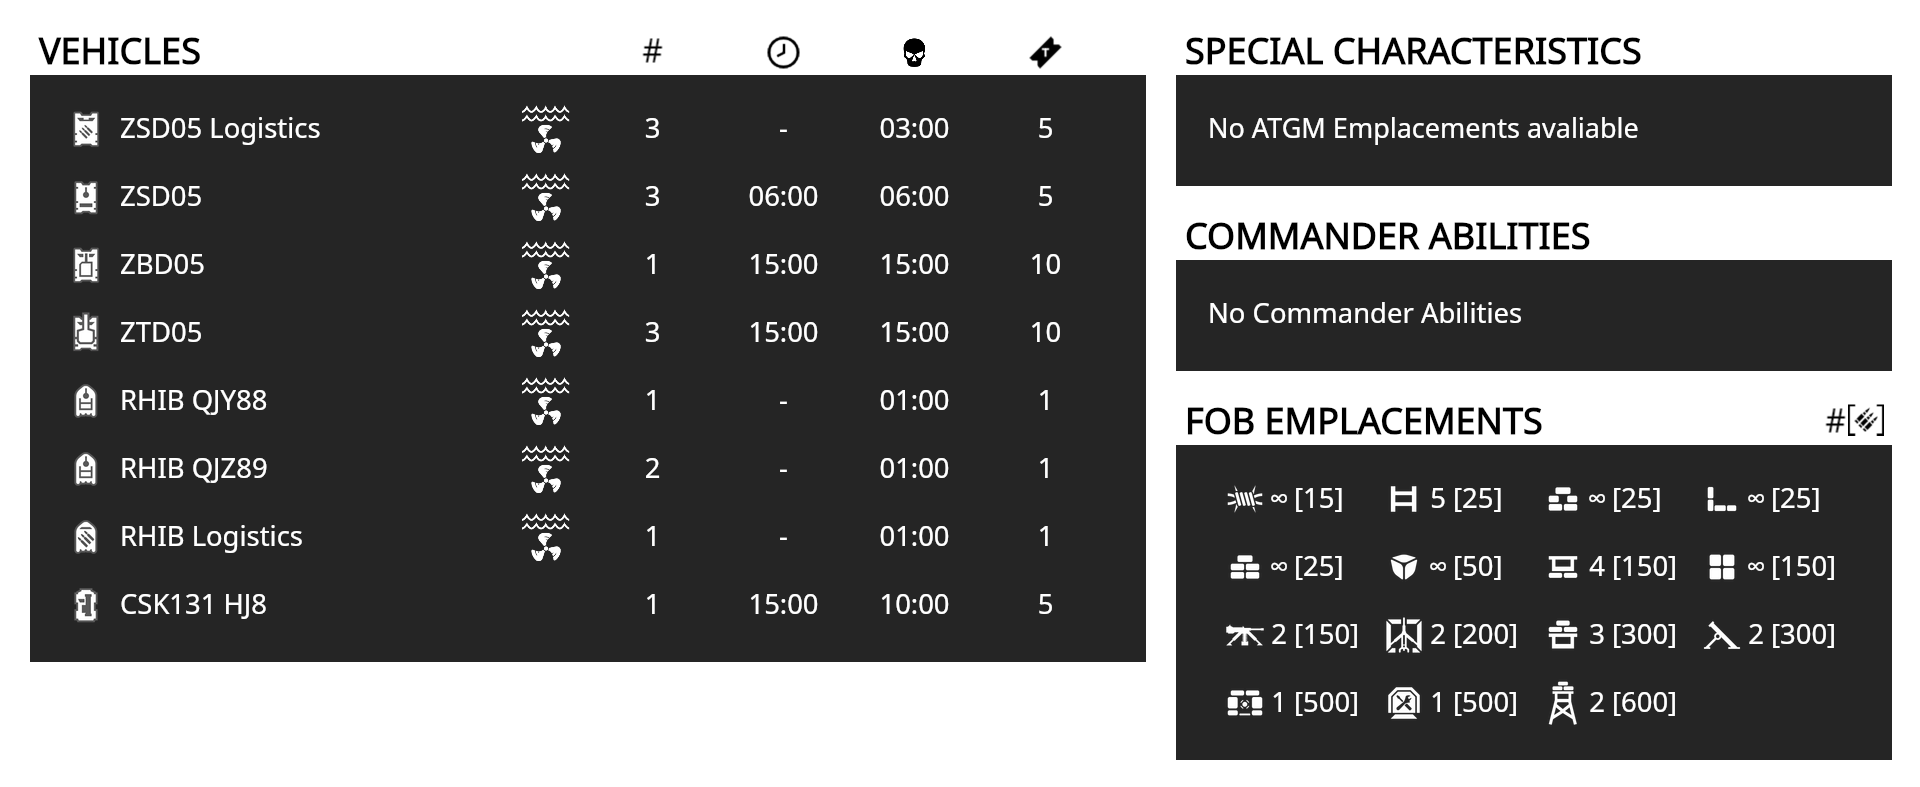 VEHICLES #
ZSD05 Logistics 3 - 03:00 5
ZSD05 3 06:00 06:00 5
ZBD05 1 15:00 15:00 10
ZTD05 3 15:00 15:00 10
RHIB QJY88 1 - 01:00 1
RHIB QJZ89 2 - 01:00 1
RHIB Logistics 1 - 01:00 1
CSK131 HJ8 1 15:00 10:00 5
SPECIAL CHARACTERISTICS
No ATGM Emplacements avaliable
COMMANDER ABILITIES
No Commander Abilities
FOB EMPLACEMENTS #[]
∞ [15] 5 [25] ∞ [25] ∞ [25]
∞ [25] ∞ [50] 4 [150] ∞ [150]
2 [150] 2 [200] 3 [300] 2 [300]
1 [500] 1 [500] 2 [600]